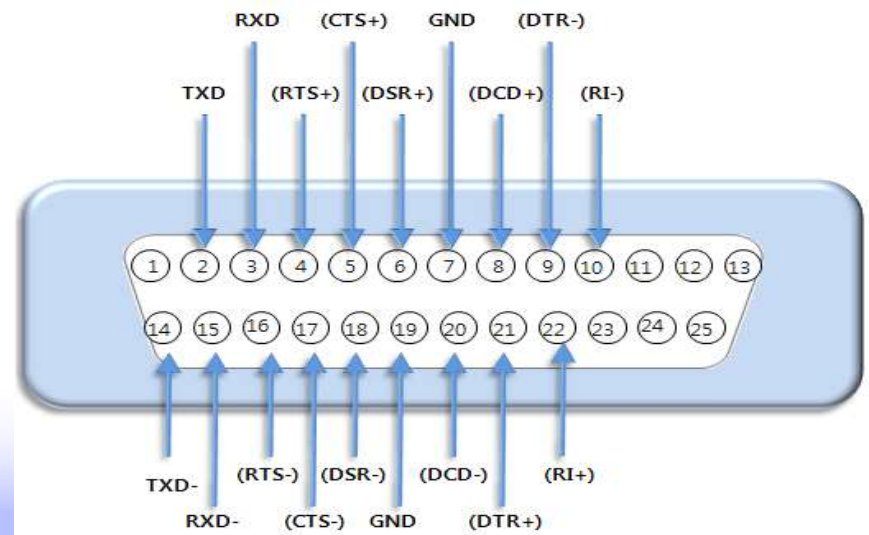 RXD (CTS+) GND (DTR-)
TXD (RTS+) (DSR+) (DCD+) (RI-)
1 2 3 4 5 6 7 8 9 10 11 12 13
14 15 16 17 18 19 20 21 22 23 24 25
TXD- (RTS-) (DSR-) (DCD-) (RI+)
RXD- (CTS-) GND (DTR+)